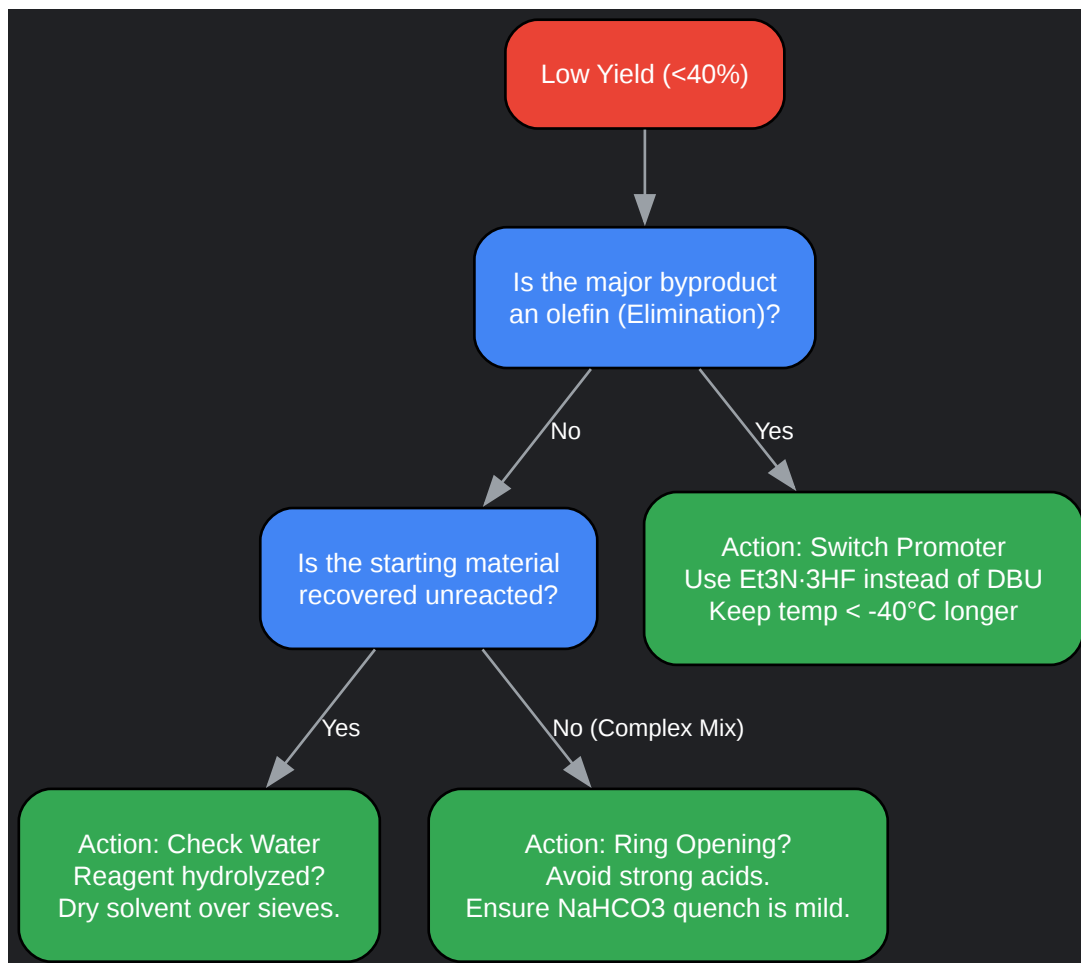 Low Yield (<40%)
Is the major byproduct
an olefin (Elimination)?
No
Yes
Is the starting material
recovered unreacted?
Action: Switch Promoter
Use Et3N·3HF instead of DBU
Keep temp < -40°C longer
Yes
No (Complex Mix)
Action: Check Water
Reagent hydrolyzed?
Dry solvent over sieves.
Action: Ring Opening?
Avoid strong acids.
Ensure NaHCO3 quench is mild.